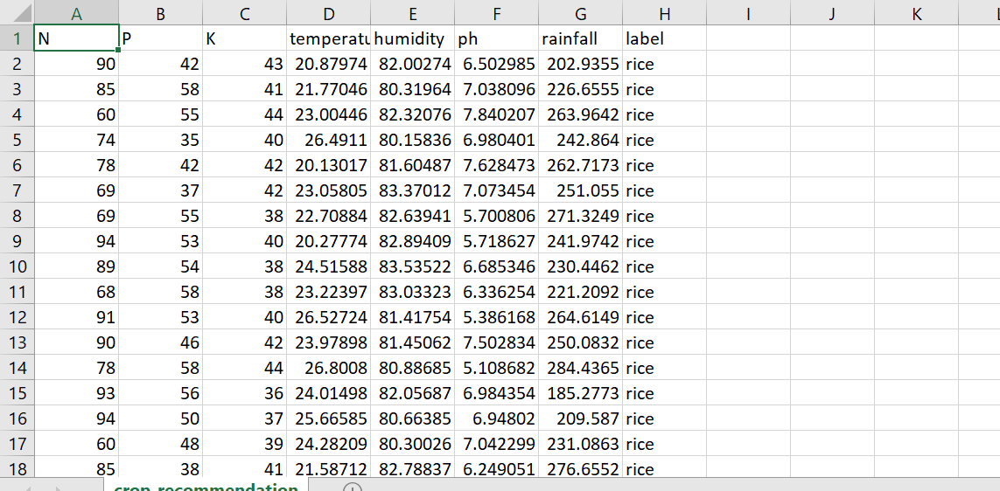 A B C D E F G H I J K L
1 N P K temperatu humidity ph rainfall label
2 90 42 43 20.87974 82.00274 6.502985 202.9355 rice
3 85 58 41 21.77046 80.31964 7.038096 226.6555 rice
4 60 55 44 23.00446 82.32076 7.840207 263.9642 rice
5 74 35 40 26.4911 80.15836 6.980401 242.864 rice
6 78 42 42 20.13017 81.60487 7.628473 262.7173 rice
7 69 37 42 23.05805 83.37012 7.073454 251.055 rice
8 69 55 38 22.70884 82.63941 5.700806 271.3249 rice
9 94 53 40 20.27774 82.89409 5.718627 241.9742 rice
10 89 54 38 24.51588 83.53522 6.685346 230.4462 rice
11 68 58 38 23.22397 83.03323 6.336254 221.2092 rice
12 91 53 40 26.52724 81.41754 5.386168 264.6149 rice
13 90 46 42 23.97898 81.45062 7.502834 250.0832 rice
14 78 58 44 26.8008 80.88685 5.108682 284.4365 rice
15 93 56 36 24.01498 82.05687 6.984354 185.2773 rice
16 94 50 37 25.66585 80.66385 6.94802 209.587 rice
17 60 48 39 24.28209 80.30026 7.042299 231.0863 rice
18 85 38 41 21.58712 82.78837 6.249051 276.6552 rice
crop_recommendation